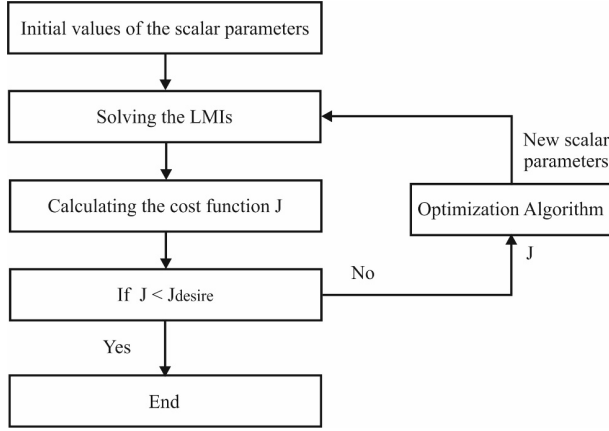 Initial values of the scalar parameters
Solving the LMIs
New scalar
parameters
Calculating the cost function J
Optimization Algorithm
J
No
If J < Jdesire
Yes
End